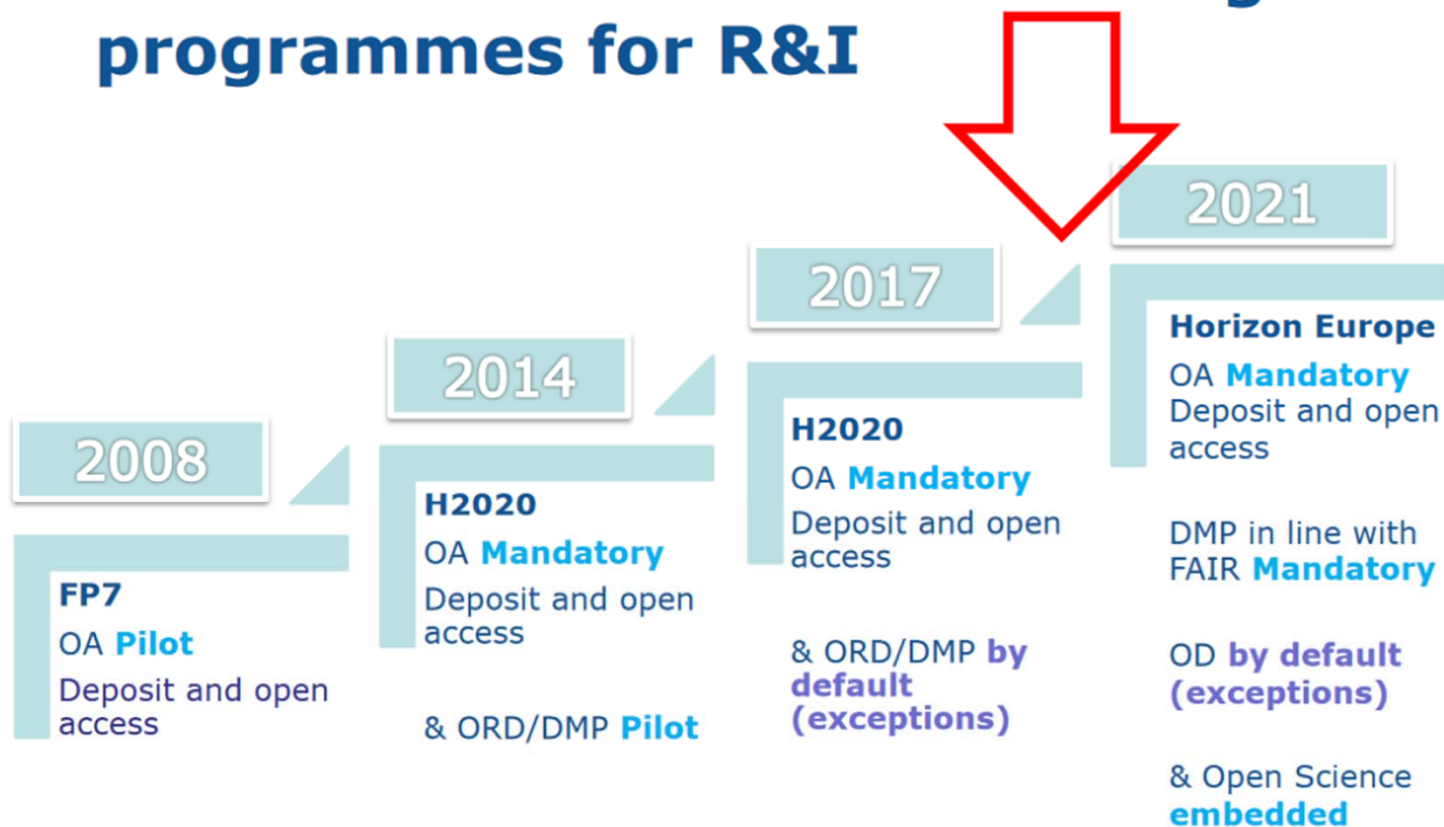 programmes for R&I
2008
FP7
OA Pilot
Deposit and open
access
2014
H2020
OA Mandatory
Deposit and open
access
& ORD/DMP Pilot
2017
H2020
OA Mandatory
Deposit and open
access
& ORD/DMP by
default
(exceptions)
2021
Horizon Europe
OA Mandatory
Deposit and open
access
DMP in line with
FAIR Mandatory
OD by default
(exceptions)
& Open Science
embedded